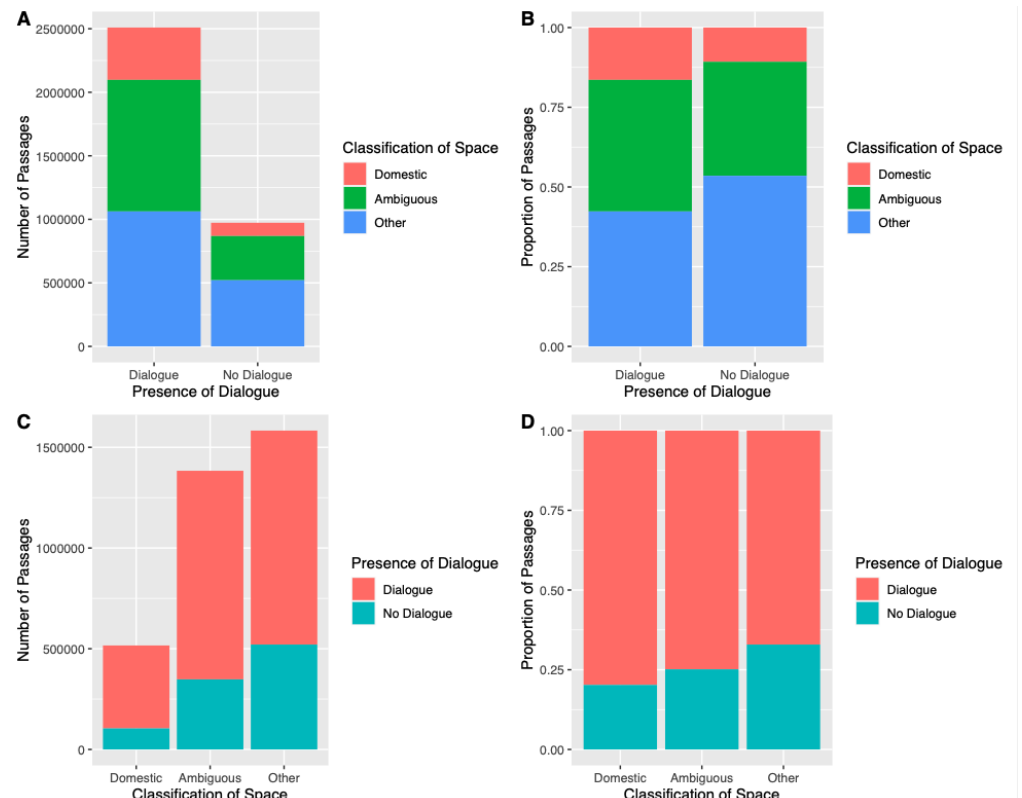 A
2500000
2000000
1500000
1000000
500000
0
Number of Passages
Dialogue No Dialogue
Presence of Dialogue
Classification of Space
Domestic
Ambiguous
Other
B
1.00
0.75
0.50
0.25
0.00
Proportion of Passages
Dialogue No Dialogue
Presence of Dialogue
Classification of Space
Domestic
Ambiguous
Other
C
1500000
1000000
500000
0
Number of Passages
Domestic Ambiguous Other
Classification of Space
Presence of Dialogue
Dialogue
No Dialogue
D
1.00
0.75
0.50
0.25
0.00
Proportion of Passages
Domestic Ambiguous Other
Classification of Space
Presence of Dialogue
Dialogue
No Dialogue